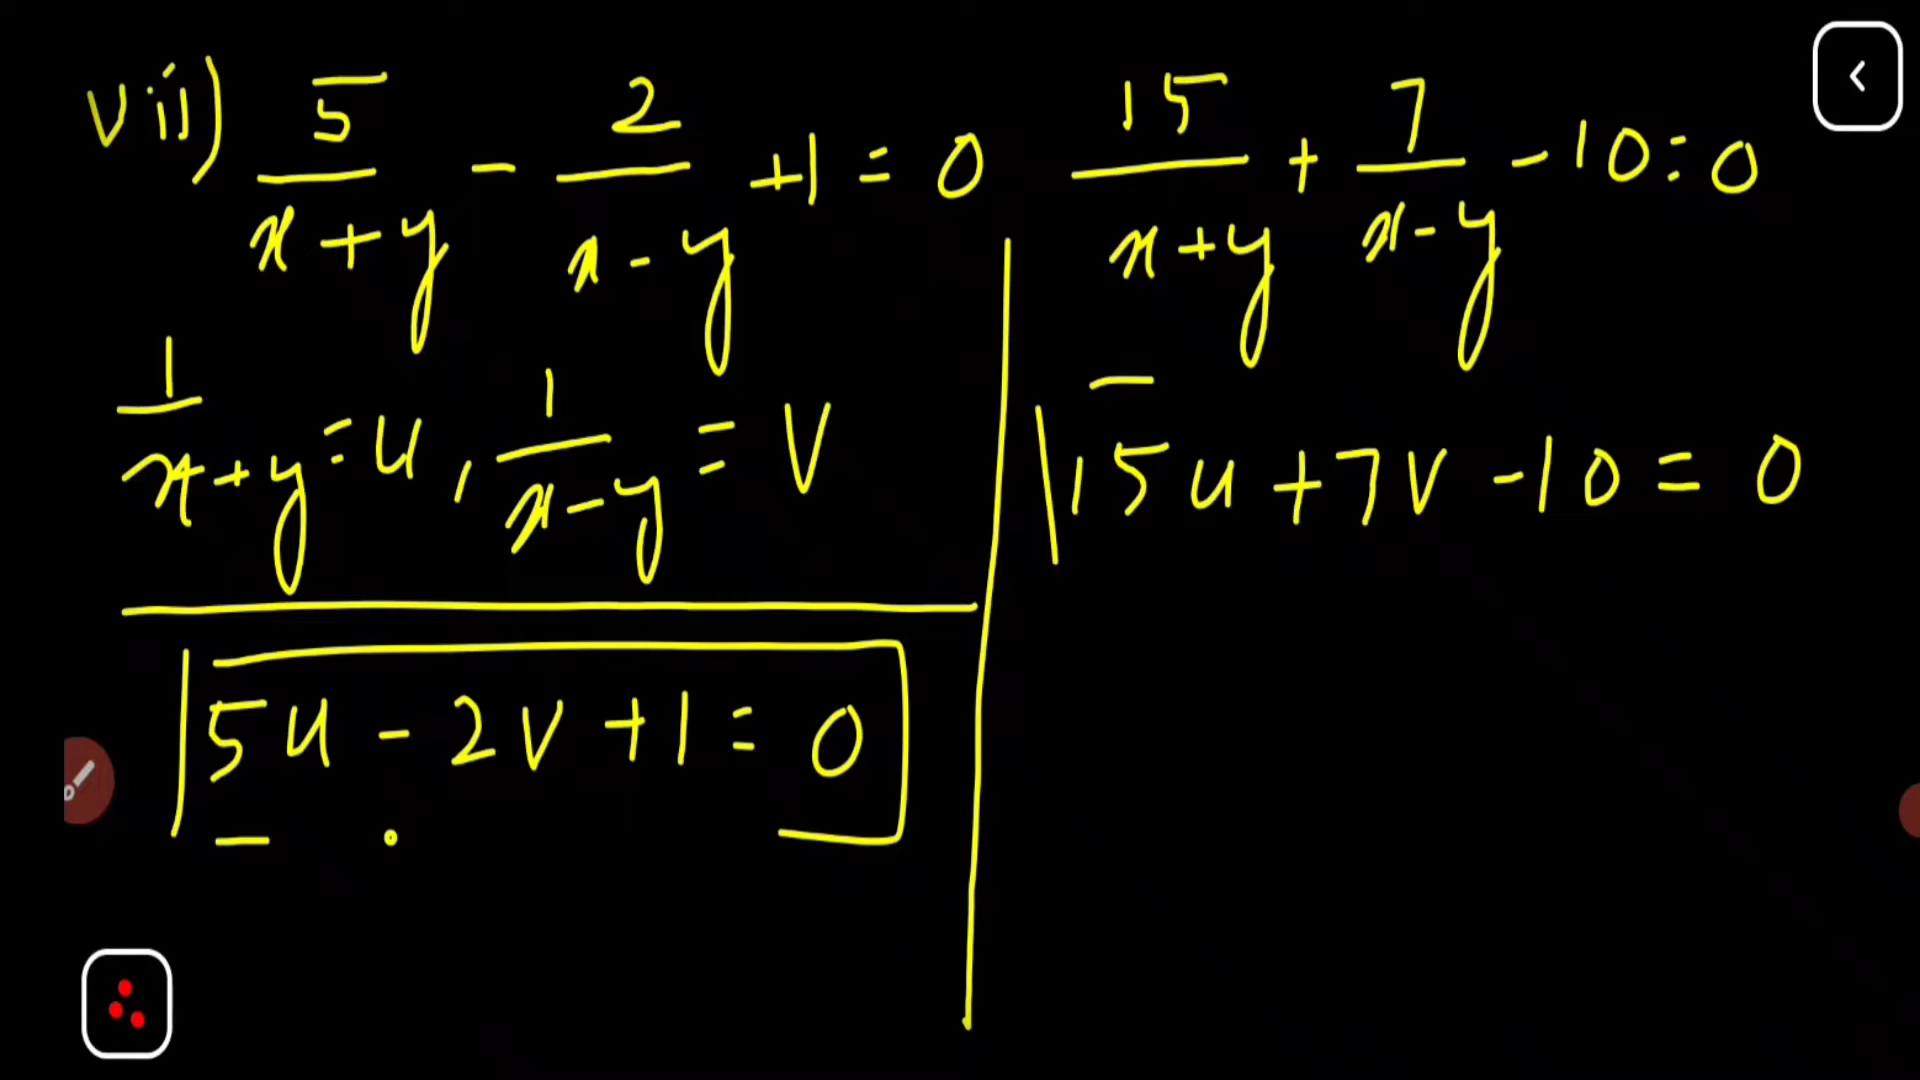 vii) 5/(x+y) - 2/(x-y) +1 = 0
15/(x+y) + 7/(x-y) -10 = 0
1/(x+y) = u, 1/(x-y) = v
5u - 2v + 1 = 0
15u + 7v - 10 = 0